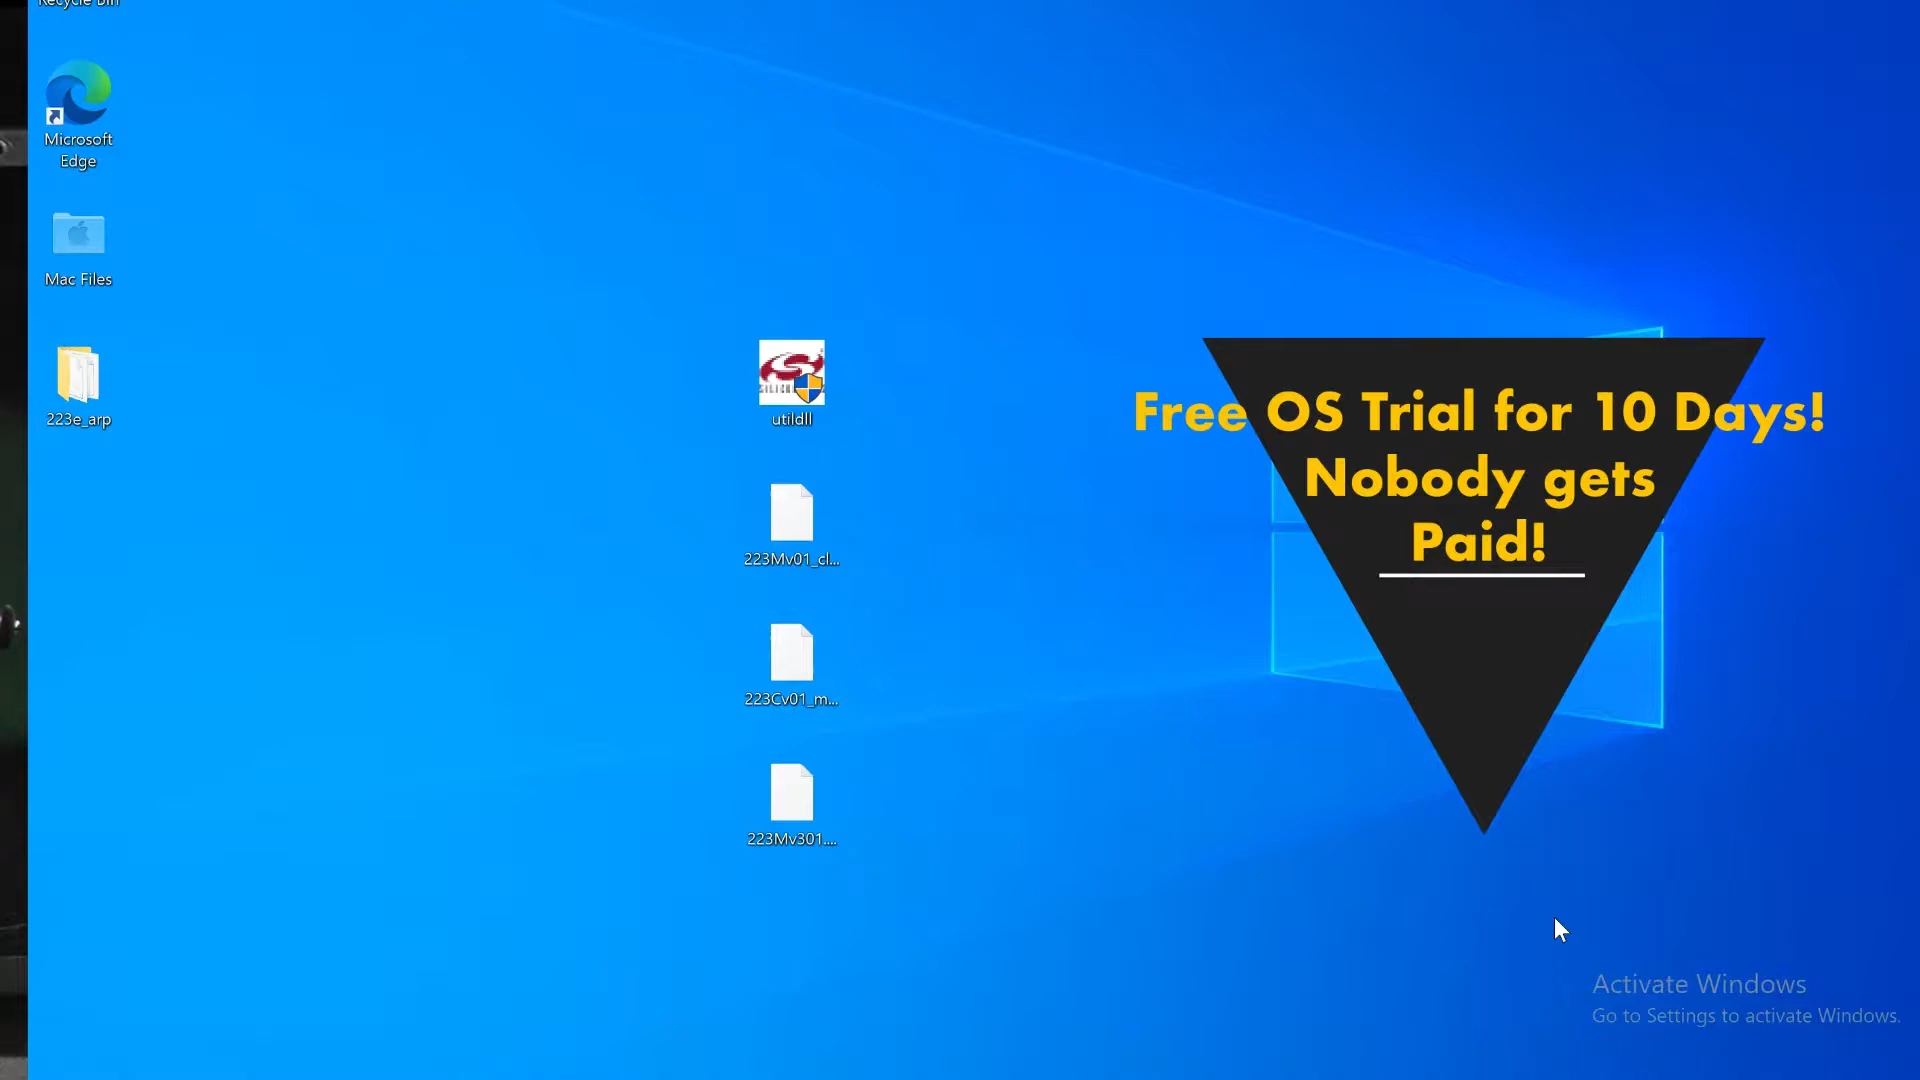 Recycle Bin
Microsoft
Edge
Mac Files
223e_arp
utildll
223Mv01_cl...
223Cv01_m...
223Mv301....
Free OS Trial for 10 Days!
Nobody gets
Paid!
Activate Windows
Go to Settings to activate Windows.